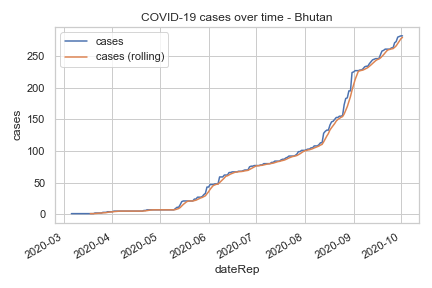 COVID-19 cases over time - Bhutan
cases
cases (rolling)
cases
250
200
150
100
50
0
2020-03
2020-04
2020-05
2020-06
2020-07
2020-08
2020-09
2020-10
dateRep